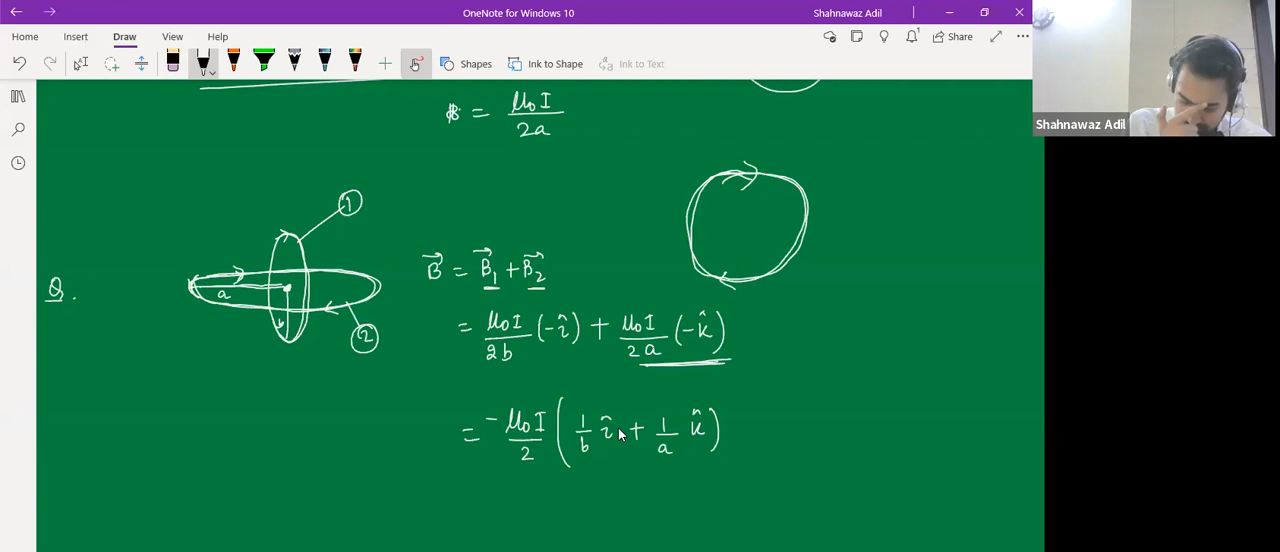 OneNote for Windows 10
Shahnawaz Adil
Home Insert Draw View Help
Share
Shapes Ink to Shape Ink to Text
Shahnawaz Adil
B = μ₀I / 2a
①
Q.
a
b
②
B⃗ = B⃗₁ + B⃗₂
= μ₀I / 2b (-î) + μ₀I / 2a (-k̂)
= -μ₀I / 2 ( 1/b î + 1/a k̂ )